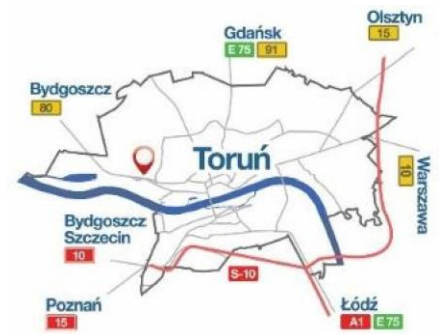 Olsztyn
15
Gdańsk
E 75 91
Bydgoszcz
80
Toruń
10
Warszawa
Bydgoszcz
Szczecin
10
S-10
Poznań
15
Łódź
A1 E 75